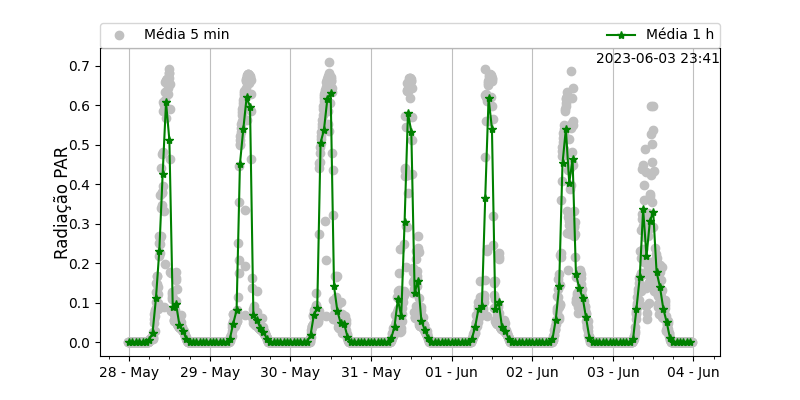 Média 5 min
Média 1 h
2023-06-03 23:41
0.7
0.6
0.5
0.4
0.3
0.2
0.1
0.0
Radiação PAR
28 - May
29 - May
30 - May
31 - May
01 - Jun
02 - Jun
03 - Jun
04 - Jun